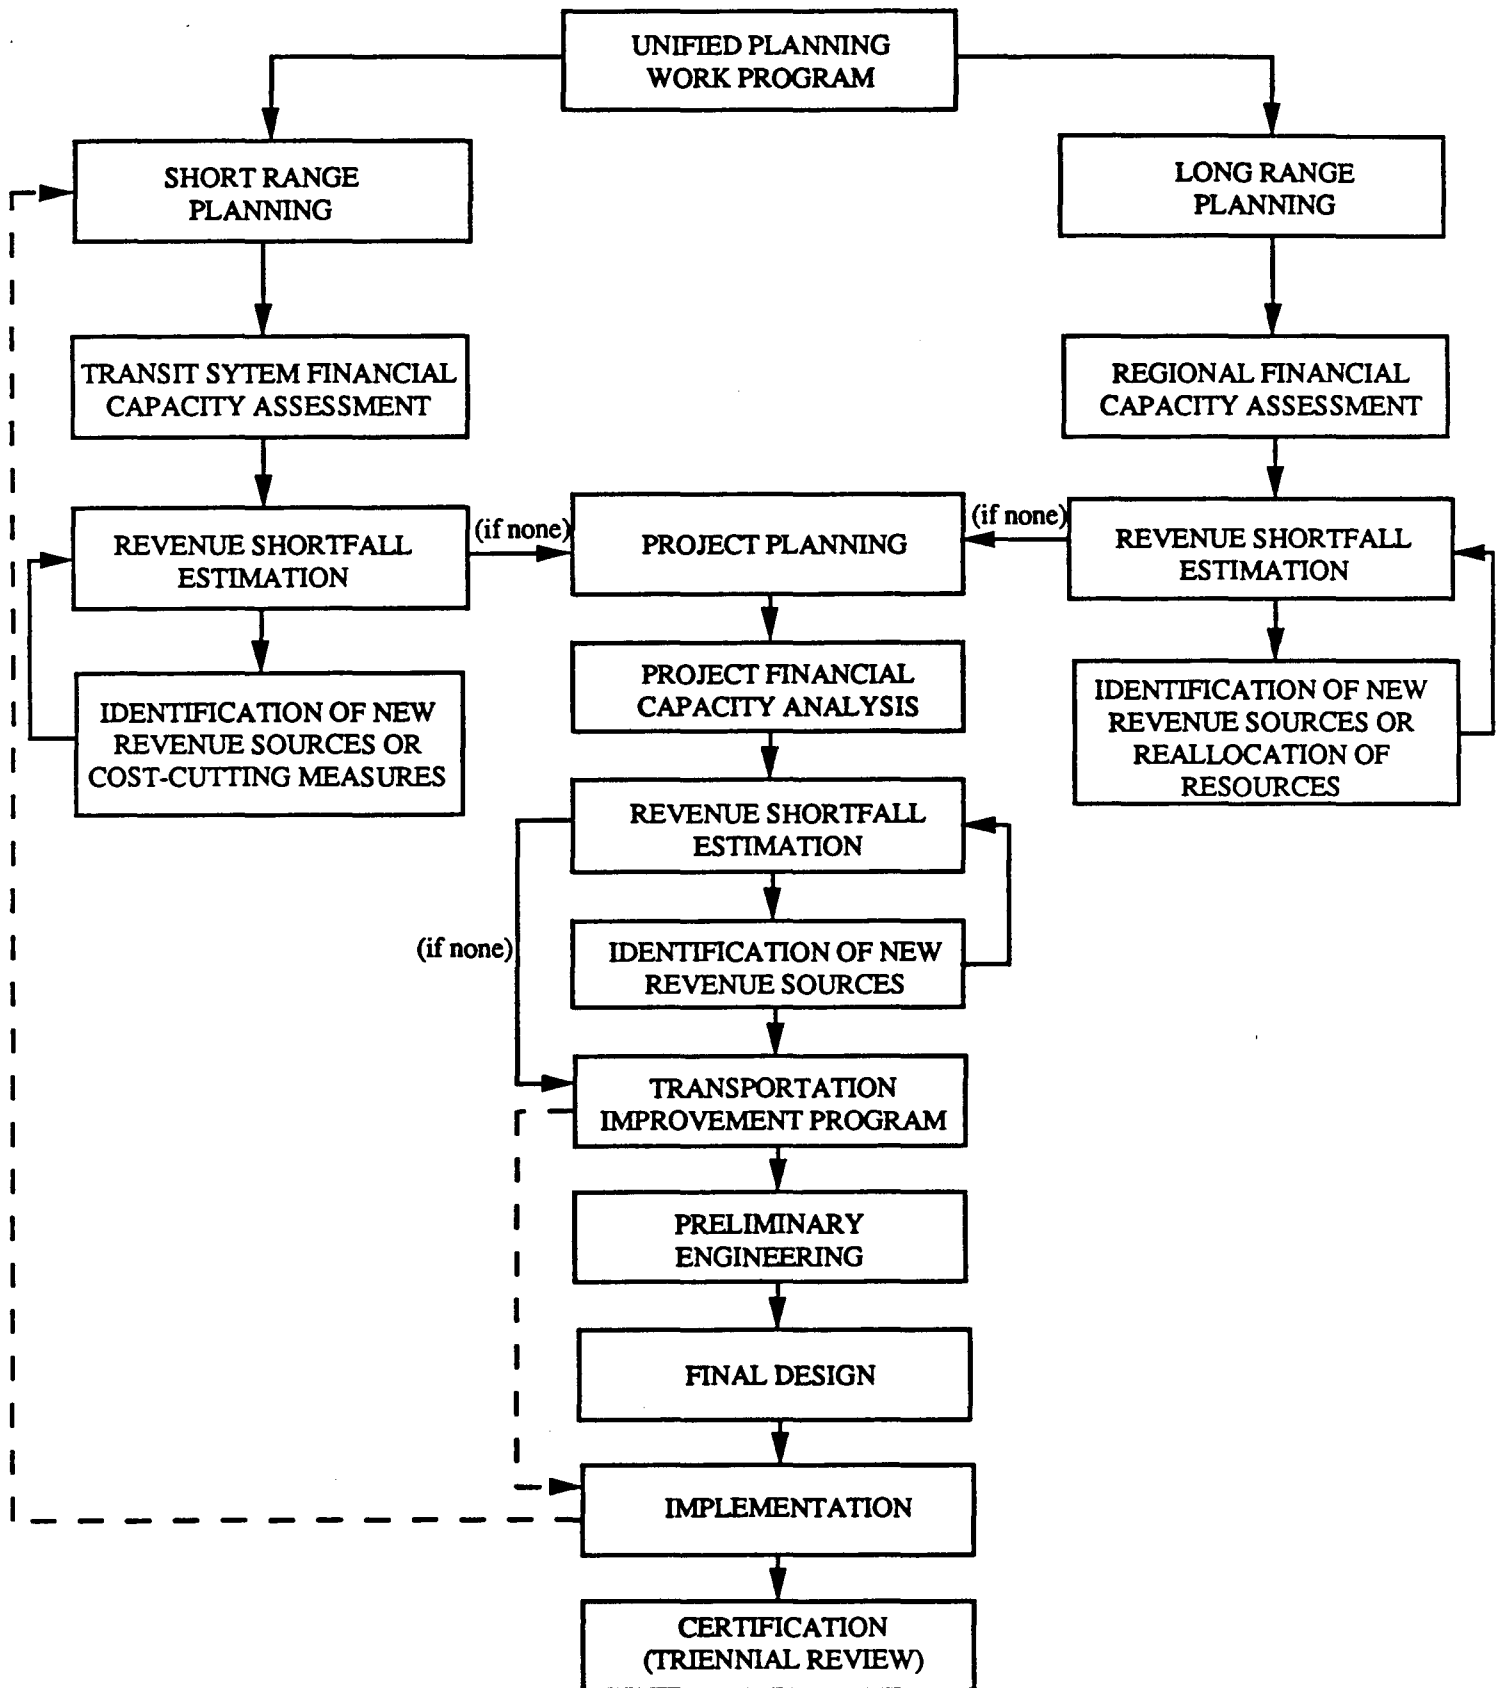 UNIFIED PLANNING
WORK PROGRAM
SHORT RANGE
PLANNING
LONG RANGE
PLANNING
TRANSIT SYTEM FINANCIAL
CAPACITY ASSESSMENT
REGIONAL FINANCIAL
CAPACITY ASSESSMENT
REVENUE SHORTFALL
ESTIMATION
(if none)
PROJECT PLANNING
(if none)
REVENUE SHORTFALL
ESTIMATION
IDENTIFICATION OF NEW
REVENUE SOURCES OR
COST-CUTTING MEASURES
PROJECT FINANCIAL
CAPACITY ANALYSIS
IDENTIFICATION OF NEW
REVENUE SOURCES OR
REALLOCATION OF
RESOURCES
REVENUE SHORTFALL
ESTIMATION
(if none)
IDENTIFICATION OF NEW
REVENUE SOURCES
TRANSPORTATION
IMPROVEMENT PROGRAM
PRELIMINARY
ENGINEERING
FINAL DESIGN
IMPLEMENTATION
CERTIFICATION
(TRIENNIAL REVIEW)